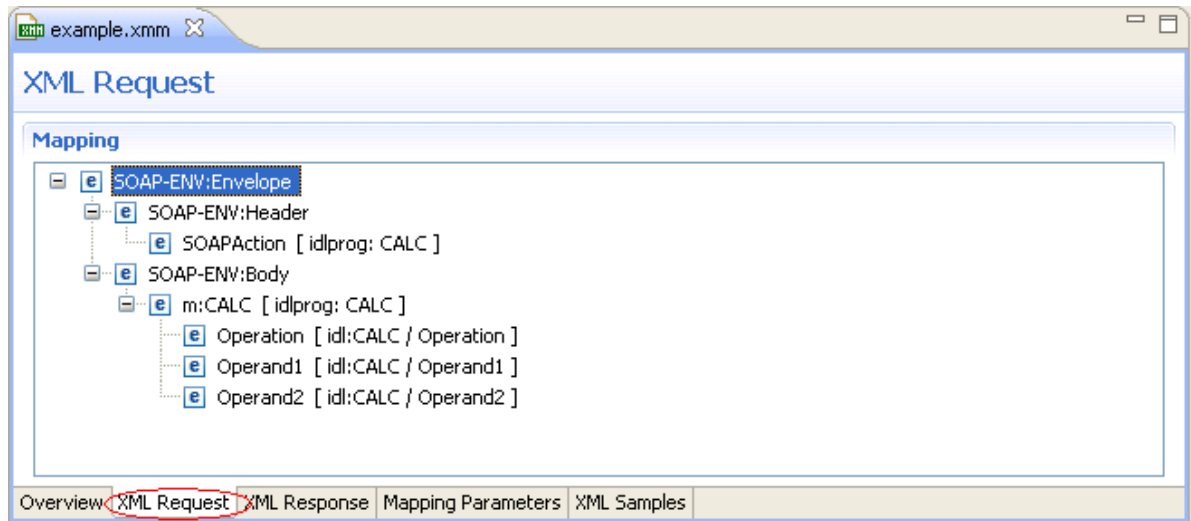 example.xmm
XML Request
Mapping
SOAP-ENV:Envelope
SOAP-ENV:Header
SOAPAction [ idlprog: CALC ]
SOAP-ENV:Body
m:CALC [ idlprog: CALC ]
Operation [ idl:CALC / Operation ]
Operand1 [ idl:CALC / Operand1 ]
Operand2 [ idl:CALC / Operand2 ]
Overview XML Request XML Response Mapping Parameters XML Samples